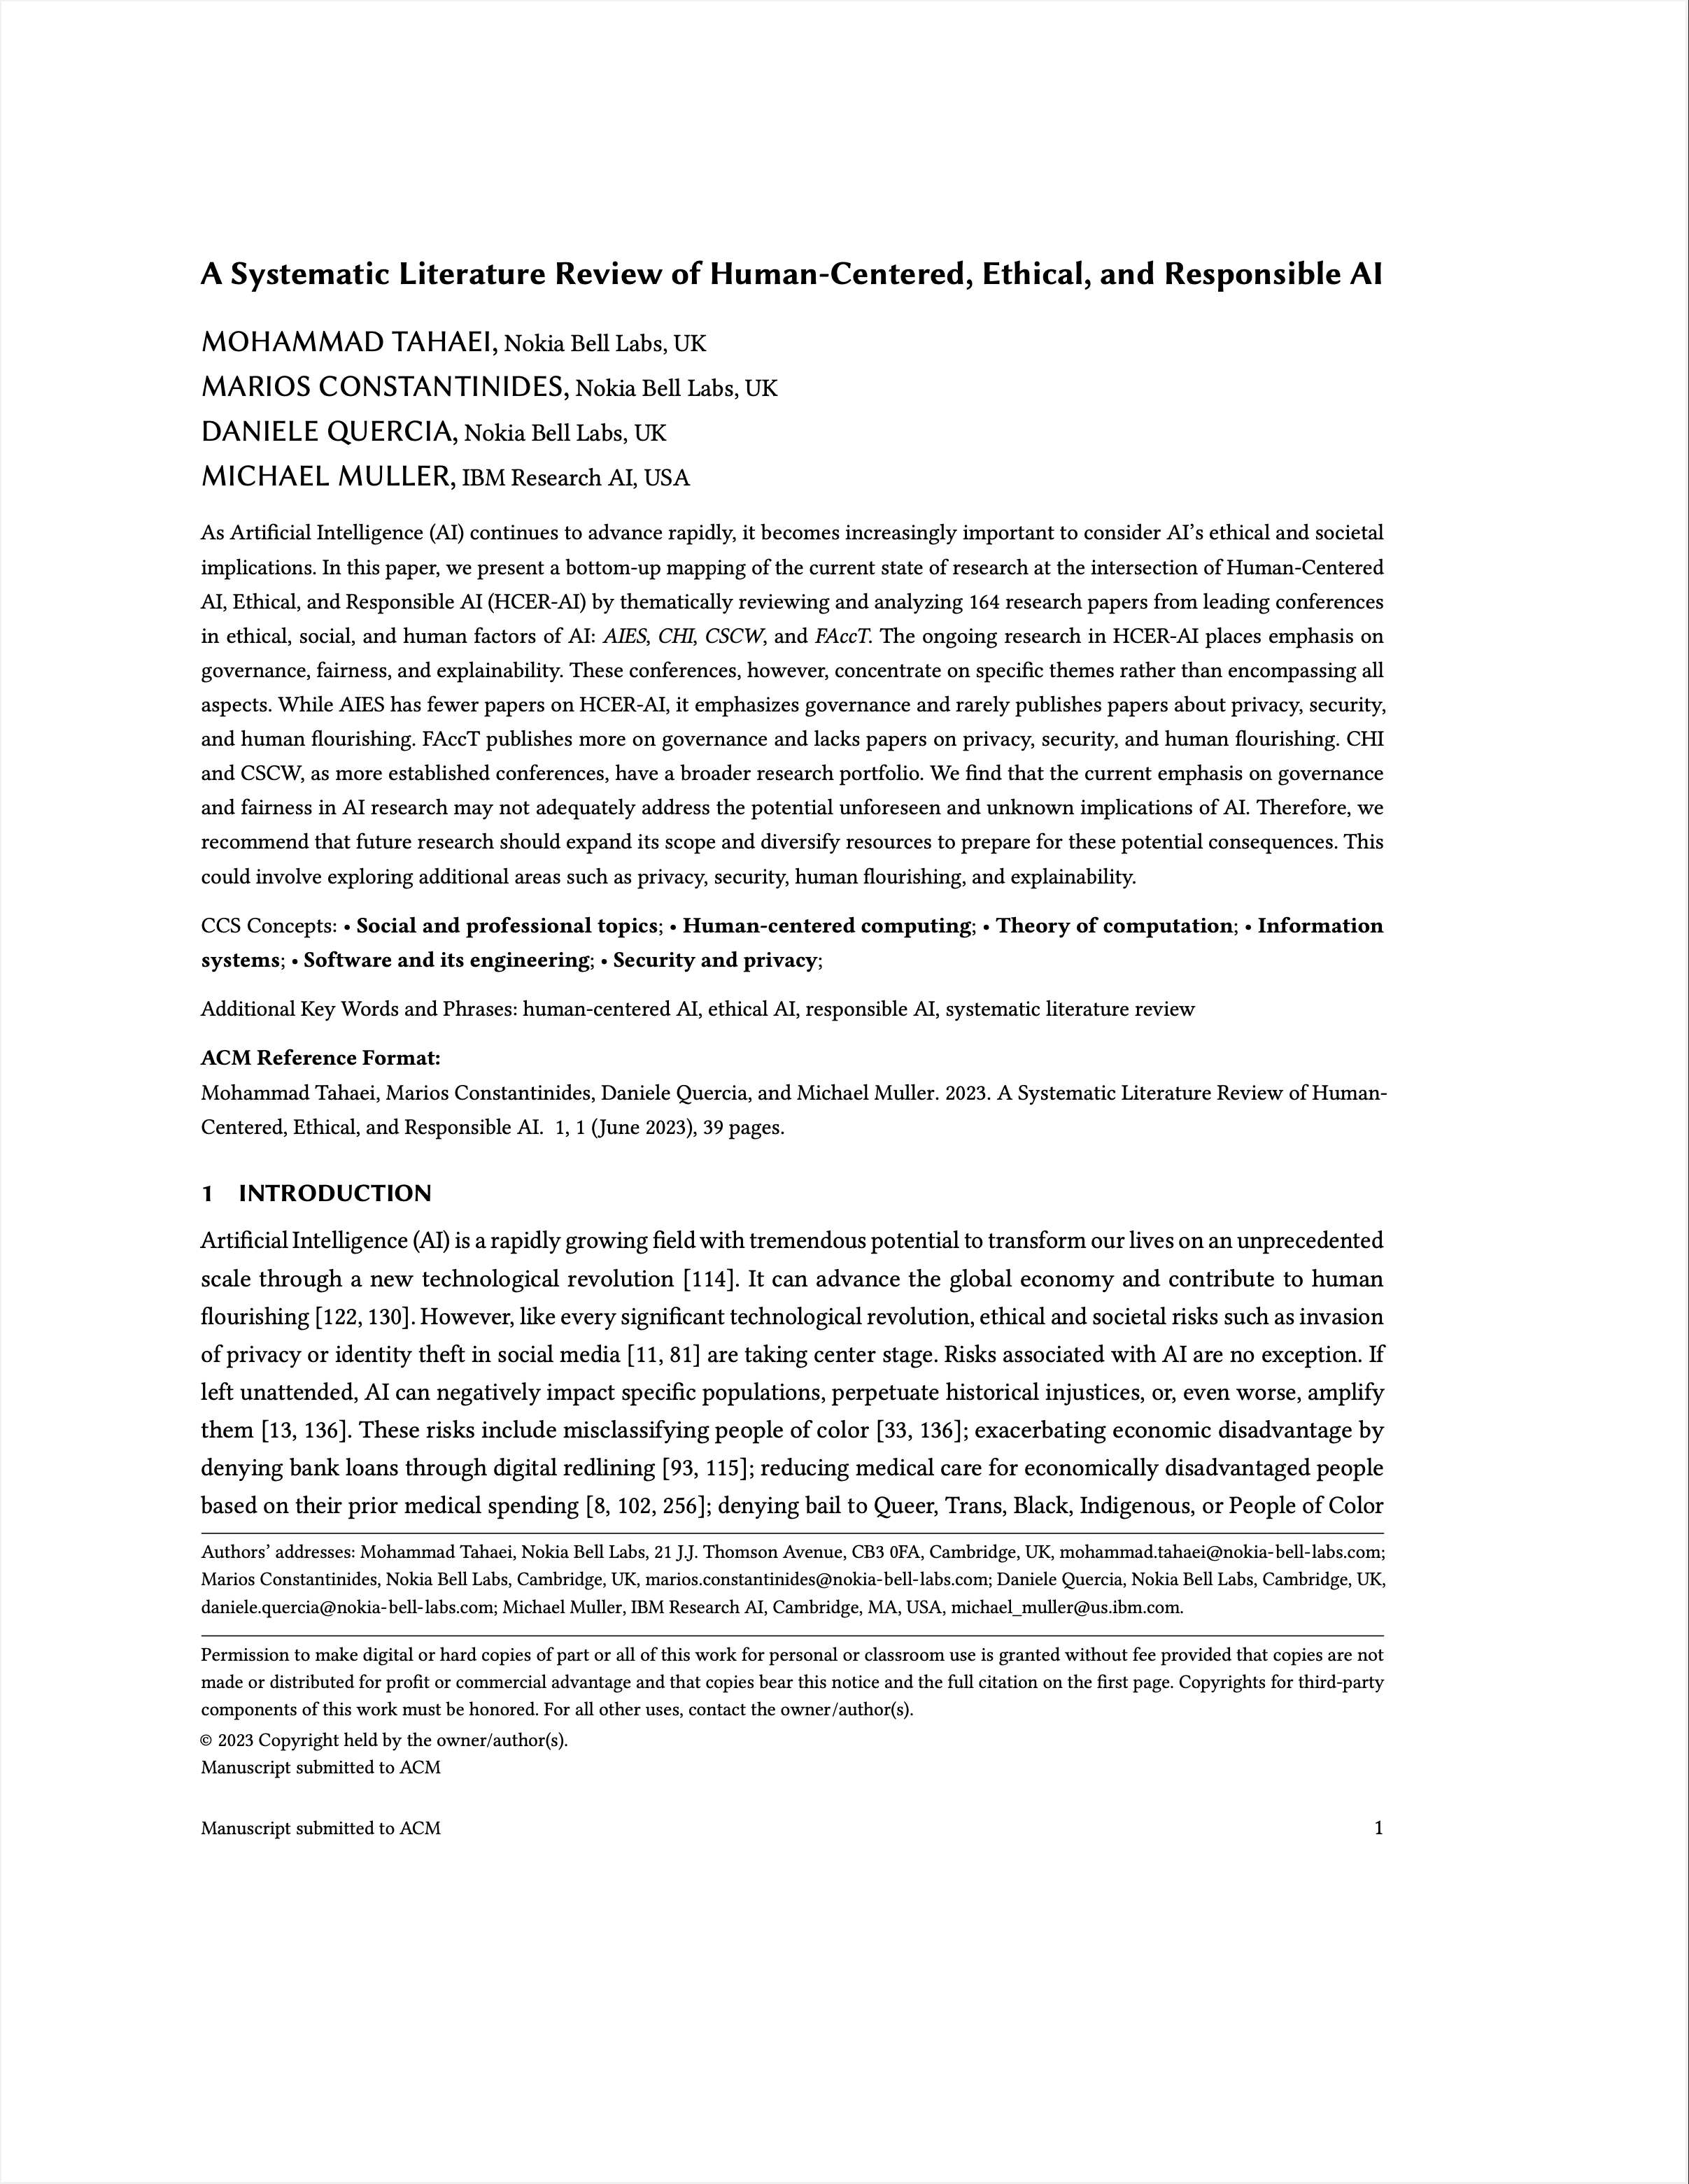 A Systematic Literature Review of Human-Centered, Ethical, and Responsible AI
MOHAMMAD TAHAEI, Nokia Bell Labs, UK
MARIOS CONSTANTINIDES, Nokia Bell Labs, UK
DANIELE QUERCIA, Nokia Bell Labs, UK
MICHAEL MULLER, IBM Research AI, USA
As Artificial Intelligence (AI) continues to advance rapidly, it becomes increasingly important to consider AI’s ethical and societal
implications. In this paper, we present a bottom-up mapping of the current state of research at the intersection of Human-Centered
AI, Ethical, and Responsible AI (HCER-AI) by thematically reviewing and analyzing 164 research papers from leading conferences
in ethical, social, and human factors of AI: AIES, CHI, CSCW, and FAccT. The ongoing research in HCER-AI places emphasis on
governance, fairness, and explainability. These conferences, however, concentrate on specific themes rather than encompassing all
aspects. While AIES has fewer papers on HCER-AI, it emphasizes governance and rarely publishes papers about privacy, security,
and human flourishing. FAccT publishes more on governance and lacks papers on privacy, security, and human flourishing. CHI
and CSCW, as more established conferences, have a broader research portfolio. We find that the current emphasis on governance
and fairness in AI research may not adequately address the potential unforeseen and unknown implications of AI. Therefore, we
recommend that future research should expand its scope and diversify resources to prepare for these potential consequences. This
could involve exploring additional areas such as privacy, security, human flourishing, and explainability.
CCS Concepts: • Social and professional topics; • Human-centered computing; • Theory of computation; • Information
systems; • Software and its engineering; • Security and privacy;
Additional Key Words and Phrases: human-centered AI, ethical AI, responsible AI, systematic literature review
ACM Reference Format:
Mohammad Tahaei, Marios Constantinides, Daniele Quercia, and Michael Muller. 2023. A Systematic Literature Review of Human-
Centered, Ethical, and Responsible AI. 1, 1 (June 2023), 39 pages.
1 INTRODUCTION
Artificial Intelligence (AI) is a rapidly growing field with tremendous potential to transform our lives on an unprecedented
scale through a new technological revolution [114]. It can advance the global economy and contribute to human
flourishing [122, 130]. However, like every significant technological revolution, ethical and societal risks such as invasion
of privacy or identity theft in social media [11, 81] are taking center stage. Risks associated with AI are no exception. If
left unattended, AI can negatively impact specific populations, perpetuate historical injustices, or, even worse, amplify
them [13, 136]. These risks include misclassifying people of color [33, 136]; exacerbating economic disadvantage by
denying bank loans through digital redlining [93, 115]; reducing medical care for economically disadvantaged people
based on their prior medical spending [8, 102, 256]; denying bail to Queer, Trans, Black, Indigenous, or People of Color
Authors’ addresses: Mohammad Tahaei, Nokia Bell Labs, 21 J.J. Thomson Avenue, CB3 0FA, Cambridge, UK, mohammad.tahaei@nokia-bell-labs.com;
Marios Constantinides, Nokia Bell Labs, Cambridge, UK, marios.constantinides@nokia-bell-labs.com; Daniele Quercia, Nokia Bell Labs, Cambridge, UK,
daniele.quercia@nokia-bell-labs.com; Michael Muller, IBM Research AI, Cambridge, MA, USA, michael_muller@us.ibm.com.
Permission to make digital or hard copies of part or all of this work for personal or classroom use is granted without fee provided that copies are not
made or distributed for profit or commercial advantage and that copies bear this notice and the full citation on the first page. Copyrights for third-party
components of this work must be honored. For all other uses, contact the owner/author(s).
© 2023 Copyright held by the owner/author(s).
Manuscript submitted to ACM
Manuscript submitted to ACM 1